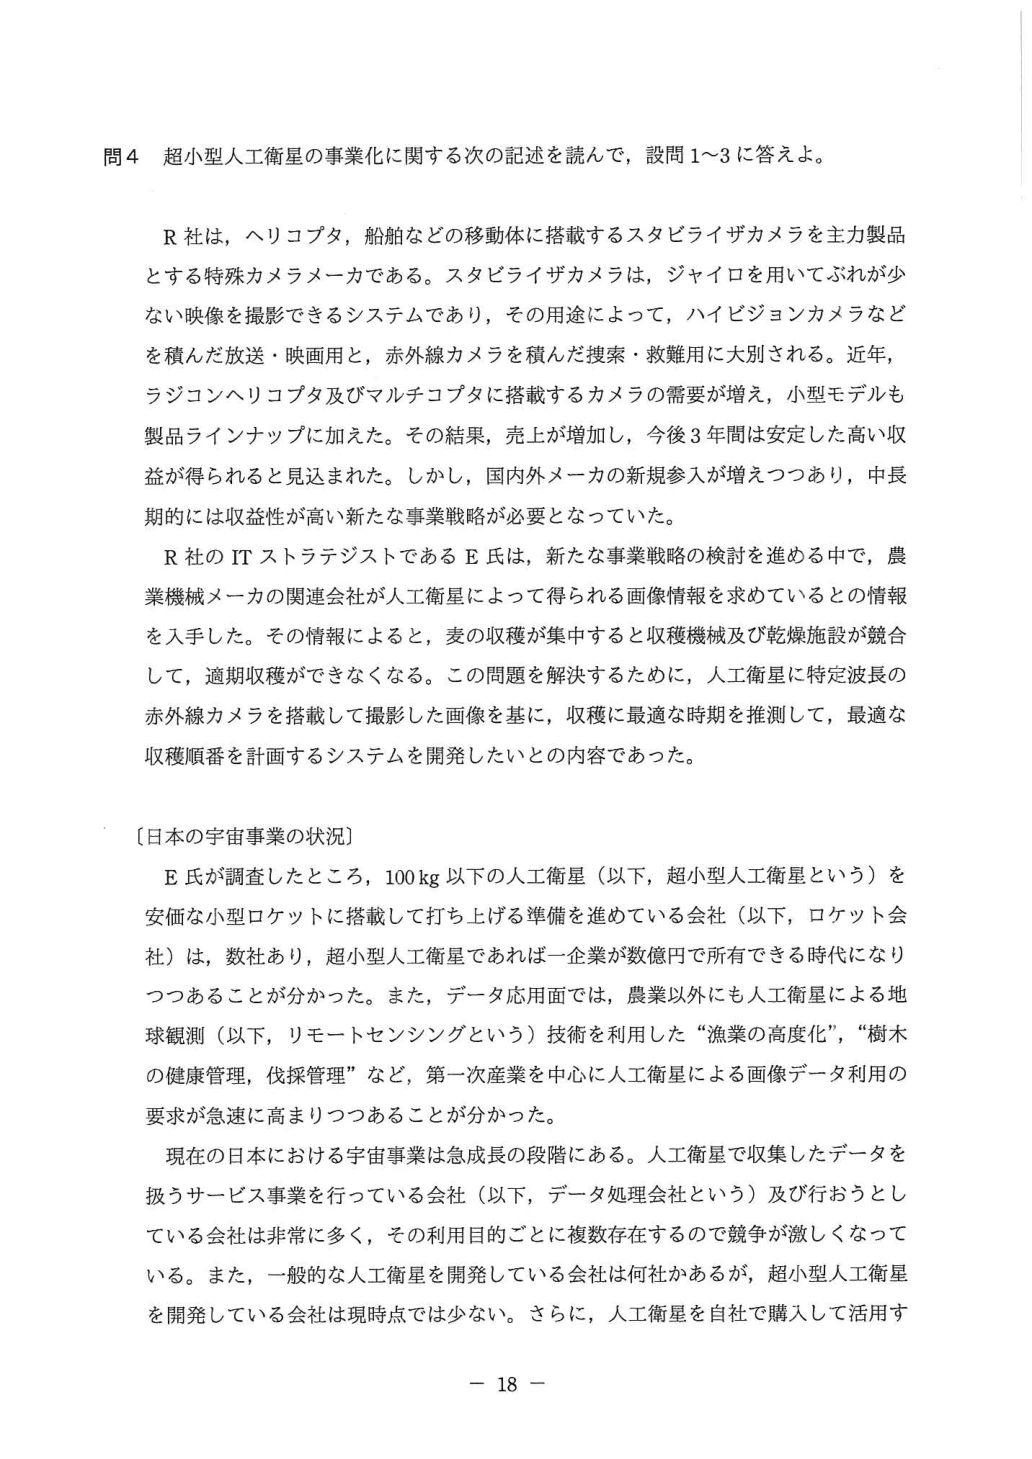 問4　超小型人工衛星の事業化に関する次の記述を読んで，設問1～3に答えよ。
R社は，ヘリコプタ，船舶などの移動体に搭載するスタビライザカメラを主力製品
とする特殊カメラメーカである。スタビライザカメラは，ジャイロを用いてぶれが少
ない映像を撮影できるシステムであり，その用途によって，ハイビジョンカメラなど
を積んだ放送・映画用と，赤外線カメラを積んだ捜索・救難用に大別される。近年，
ラジコンヘリコプタ及びマルチコプタに搭載するカメラの需要が増え，小型モデルも
製品ラインナップに加えた。その結果，売上が増加し，今後3年間は安定した高い収
益が得られると見込まれた。しかし，国内外メーカの新規参入が増えつつあり，中長
期的には収益性が高い新たな事業戦略が必要となっていた。
R社のITストラテジストであるE氏は，新たな事業戦略の検討を進める中で，農
業機械メーカの関連会社が人工衛星によって得られる画像情報を求めているとの情報
を入手した。その情報によると，麦の収穫が集中すると収穫機械及び乾燥施設が競合
して，適期収穫ができなくなる。この問題を解決するために，人工衛星に特定波長の
赤外線カメラを搭載して撮影した画像を基に，収穫に最適な時期を推測して，最適な
収穫順番を計画するシステムを開発したいとの内容であった。
〔日本の宇宙事業の状況〕
E氏が調査したところ，100kg以下の人工衛星（以下，超小型人工衛星という）を
安価な小型ロケットに搭載して打ち上げる準備を進めている会社（以下，ロケット会
社）は，数社あり，超小型人工衛星であれば一企業が数億円で所有できる時代になり
つつあることが分かった。また，データ応用面では，農業以外にも人工衛星による地
球観測（以下，リモートセンシングという）技術を利用した“漁業の高度化”，“樹木
の健康管理，伐採管理”など，第一次産業を中心に人工衛星による画像データ利用の
要求が急速に高まりつつあることが分かった。
現在の日本における宇宙事業は急成長の段階にある。人工衛星で収集したデータを
扱うサービス事業を行っている会社（以下，データ処理会社という）及び行おうとし
ている会社は非常に多く，その利用目的ごとに複数存在するので競争が激しくなって
いる。また，一般的な人工衛星を開発している会社は何社かあるが，超小型人工衛星
を開発している会社は現時点では少ない。さらに，人工衛星を自社で購入して活用す
－ 18 －